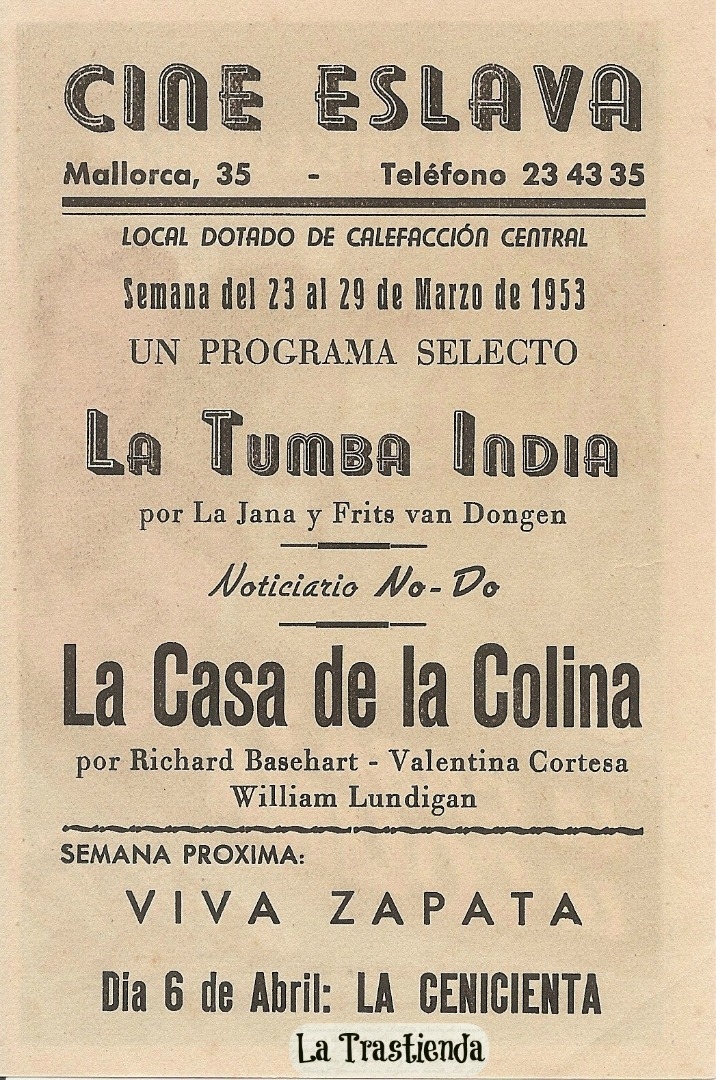 CINE ESLAVA
Mallorca, 35 - Teléfono 23 43 35
LOCAL DOTADO DE CALEFACCIÓN CENTRAL
Semana del 23 al 29 de Marzo de 1953
UN PROGRAMA SELECTO
LA TUMBA INDIA
por La Jana y Frits van Dongen
Noticiario No-Do
La Casa de la Colina
por Richard Basehart - Valentina Cortesa
William Lundigan
SEMANA PROXIMA:
VIVA ZAPATA
Día 6 de Abril: LA CENICIENTA
La Trastienda